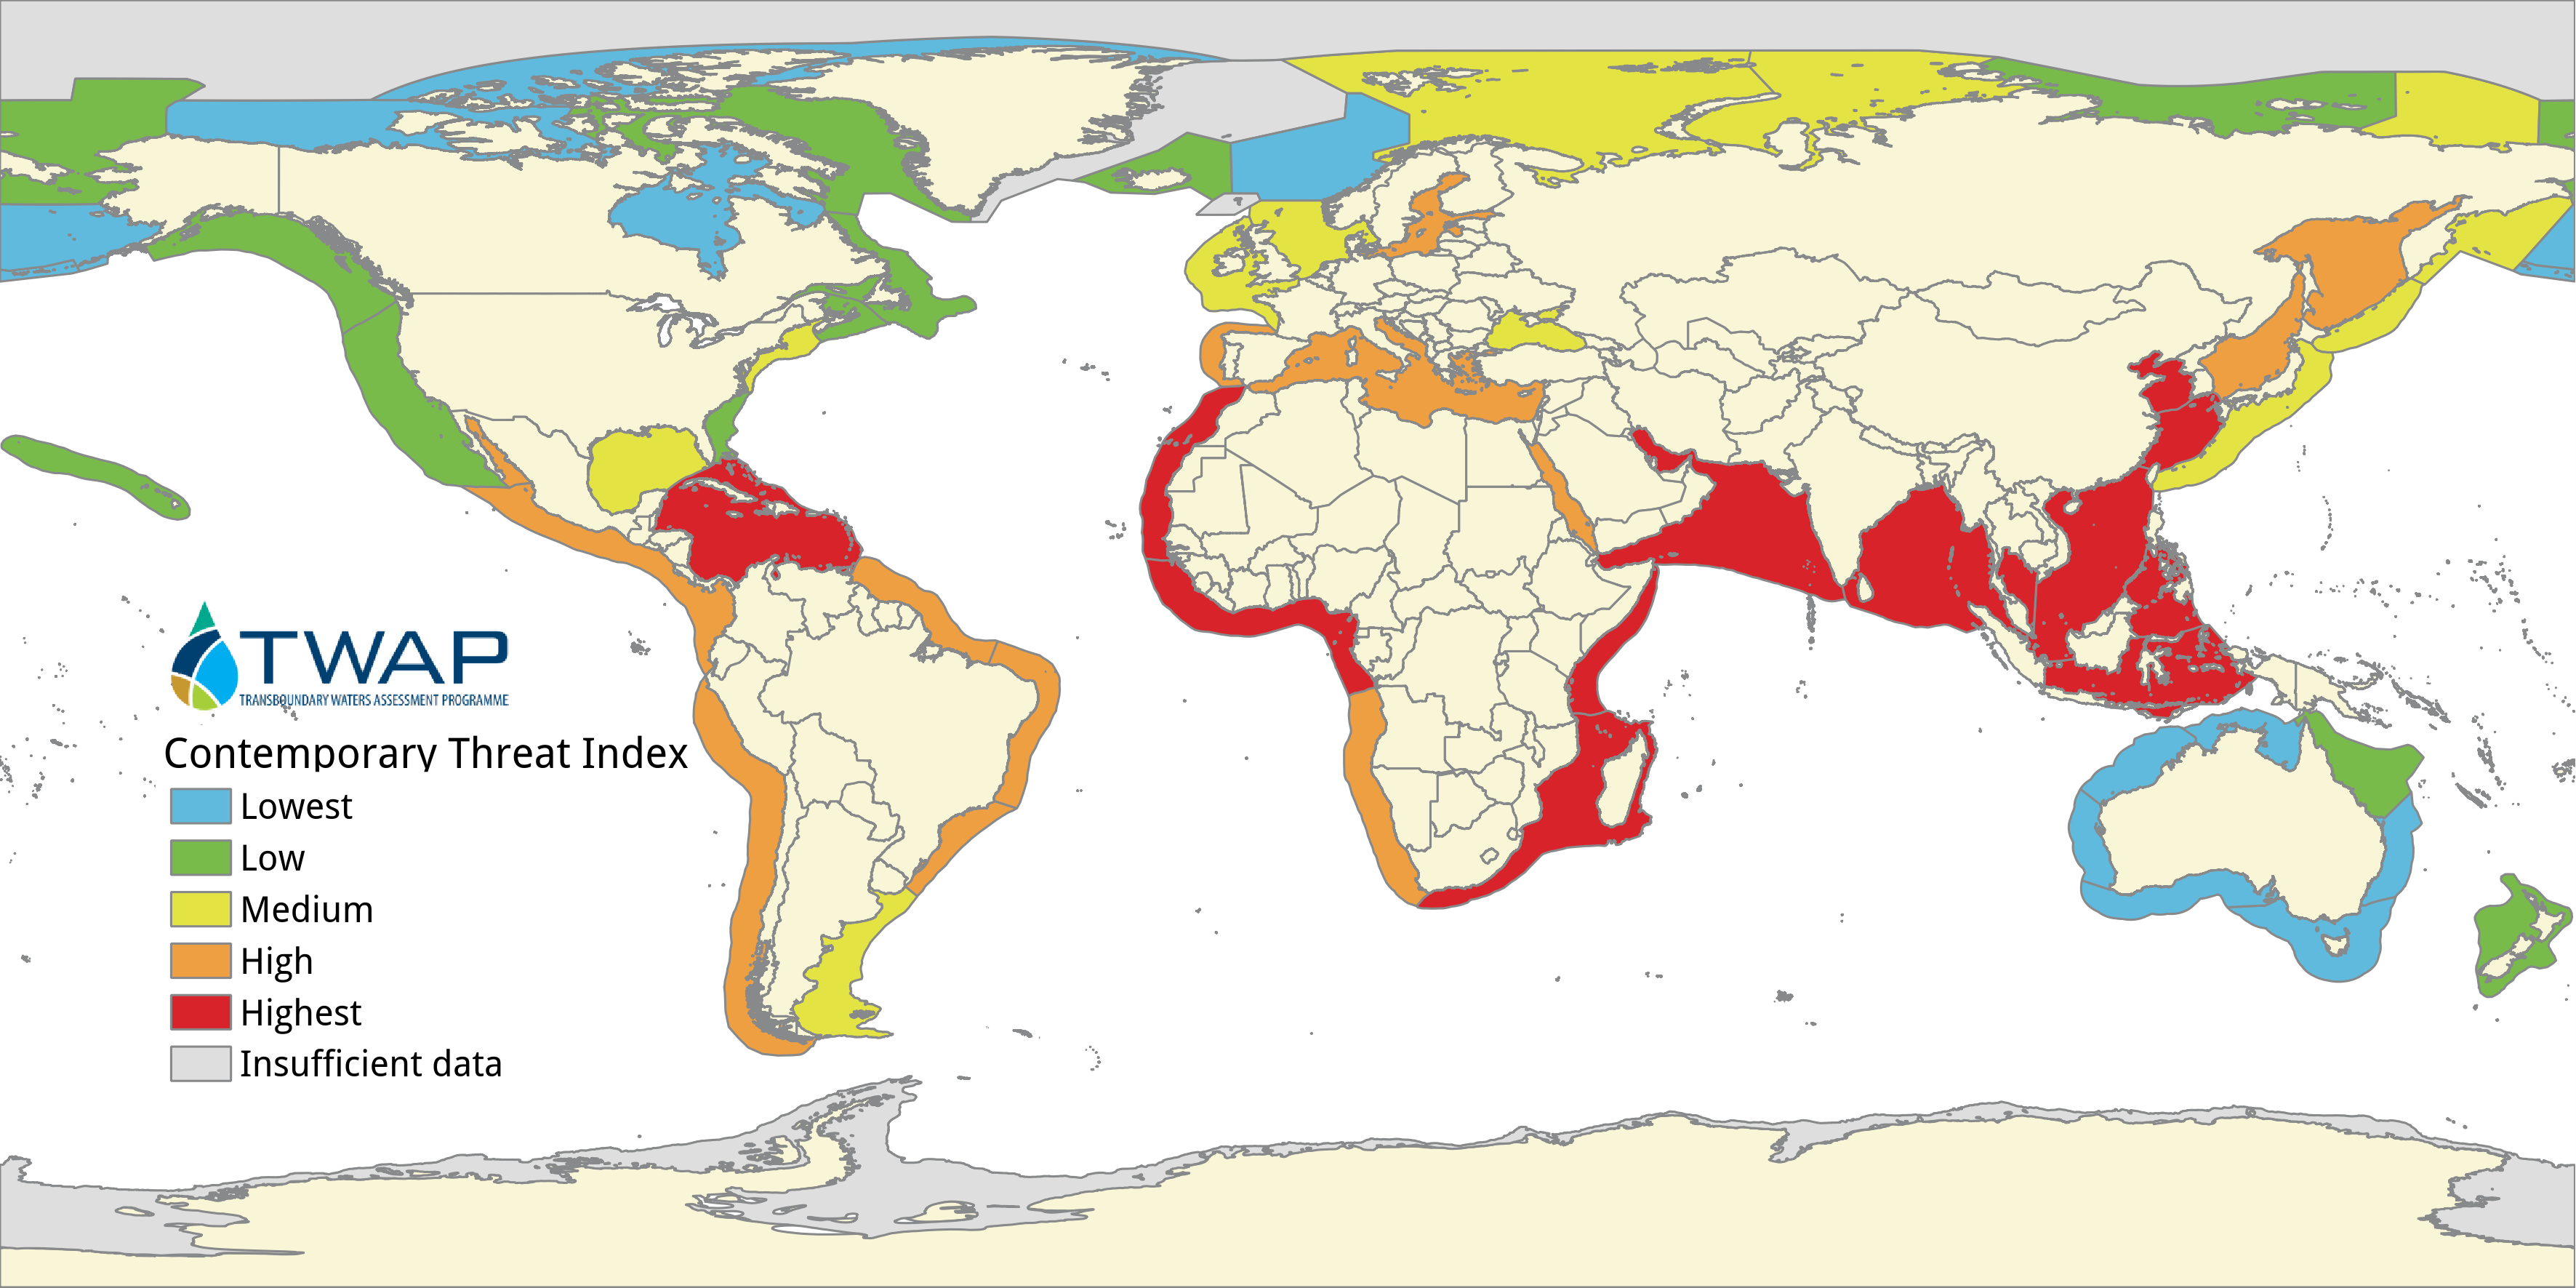 TWAP
TRANSBOUNDARY WATERS ASSESSMENT PROGRAMME
Contemporary Threat Index
Lowest
Low
Medium
High
Highest
Insufficient data